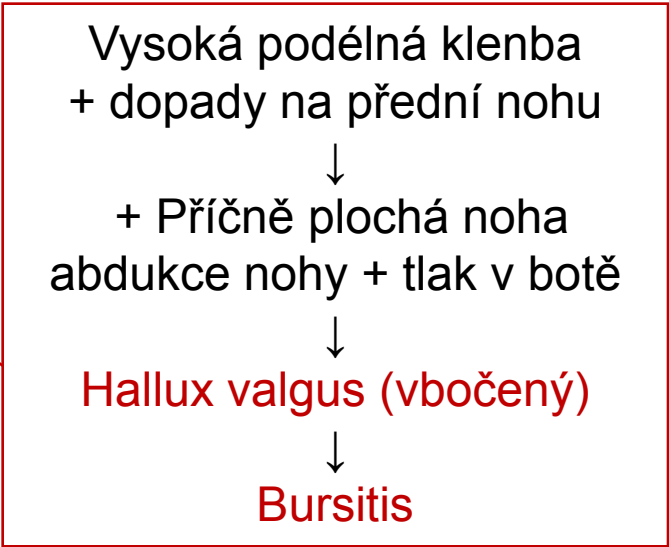 Vysoká podélná klenba
+ dopady na přední nohu
↓
+ Příčně plochá noha
abdukce nohy + tlak v botě
↓
Hallux valgus (vbočený)
↓
Bursitis